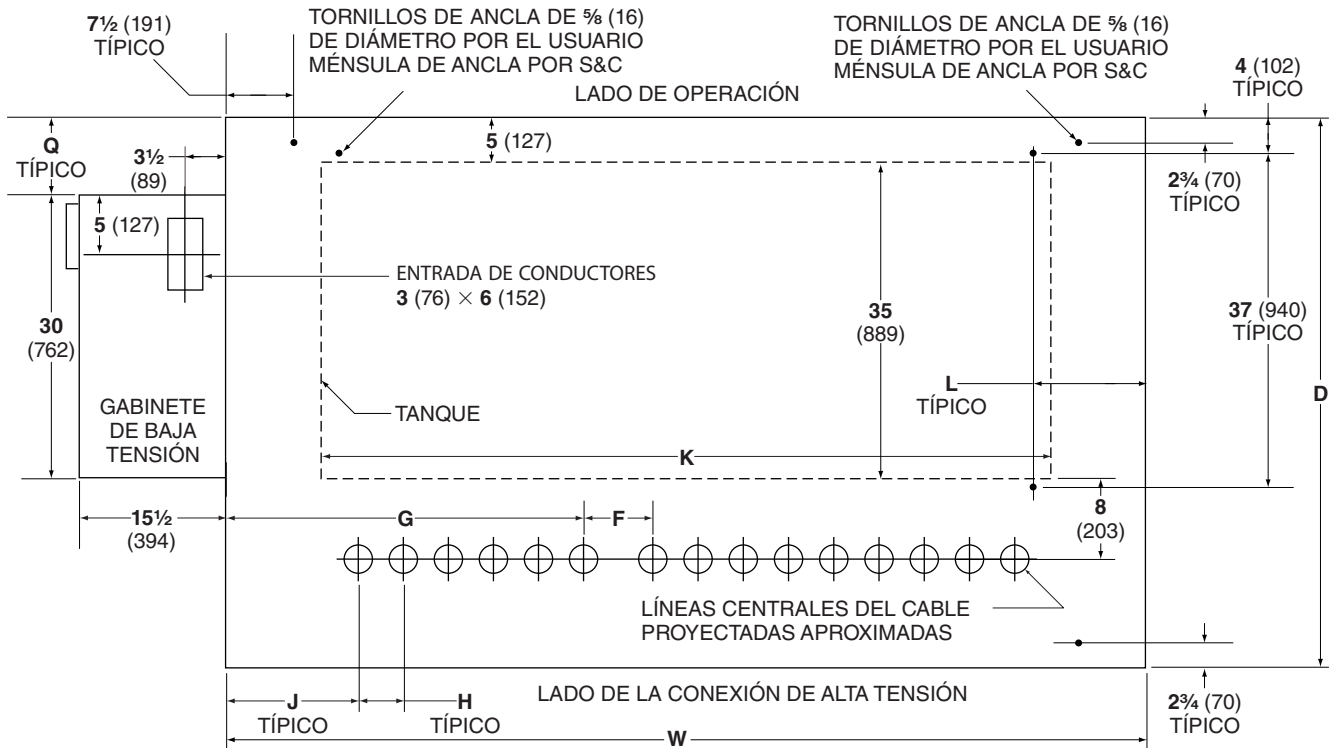 7½ (191)
TÍPICO
TORNILLOS DE ANCLA DE ⅝ (16)
DE DIÁMETRO POR EL USUARIO
MÉNSULA DE ANCLA POR S&C
TORNILLOS DE ANCLA DE ⅝ (16)
DE DIÁMETRO POR EL USUARIO
MÉNSULA DE ANCLA POR S&C
4 (102)
TÍPICO
LADO DE OPERACIÓN
Q
TÍPICO
3½
(89)
5 (127)
2¾ (70)
TÍPICO
5 (127)
ENTRADA DE CONDUCTORES
3 (76) × 6 (152)
30
(762)
35
(889)
37 (940)
TÍPICO
L
TÍPICO
D
GABINETE
DE BAJA
TENSIÓN
TANQUE
K
15½
(394)
G
F
8
(203)
LÍNEAS CENTRALES DEL CABLE
PROYECTADAS APROXIMADAS
J
TÍPICO
H
TÍPICO
LADO DE LA CONEXIÓN DE ALTA TENSIÓN
2¾ (70)
TÍPICO
W